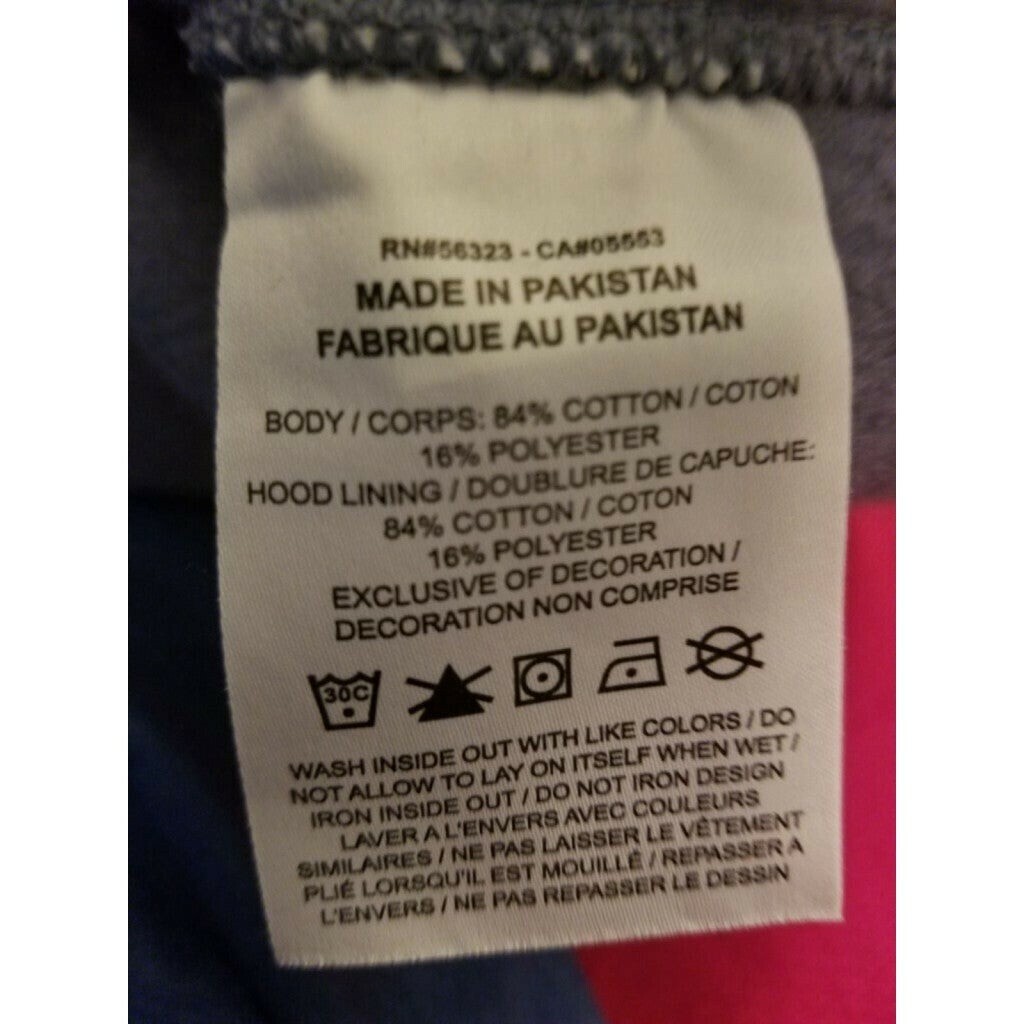 RN#56323 - CA#05553
MADE IN PAKISTAN
FABRIQUE AU PAKISTAN
BODY / CORPS: 84% COTTON / COTON
16% POLYESTER
HOOD LINING / DOUBLURE DE CAPUCHE:
84% COTTON / COTON
16% POLYESTER
EXCLUSIVE OF DECORATION /
DECORATION NON COMPRISE
30C
WASH INSIDE OUT WITH LIKE COLORS / DO
NOT ALLOW TO LAY ON ITSELF WHEN WET /
IRON INSIDE OUT / DO NOT IRON DESIGN
LAVER A L'ENVERS AVEC COULEURS
SIMILAIRES / NE PAS LAISSER LE VÊTEMENT
PLIÉ LORSQU'IL EST MOUILLÉ / REPASSER A
L'ENVERS / NE PAS REPASSER LE DESSIN